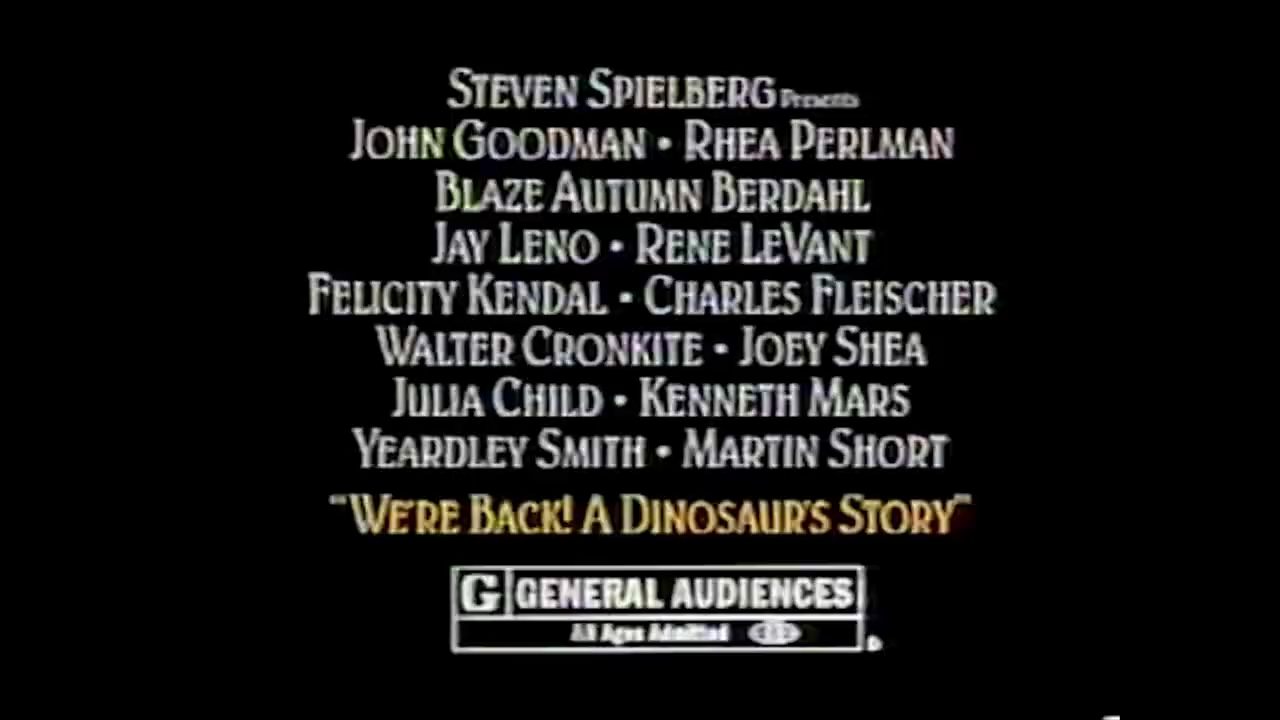 STEVEN SPIELBERG Presents
JOHN GOODMAN • RHEA PERLMAN
BLAZE AUTUMN BERDAHL
JAY LENO • RENE LEVANT
FELICITY KENDAL • CHARLES FLEISCHER
WALTER CRONKITE • JOEY SHEA
JULIA CHILD • KENNETH MARS
YEARDLEY SMITH • MARTIN SHORT
"WE'RE BACK! A DINOSAUR'S STORY"
G GENERAL AUDIENCES
All Ages Admitted